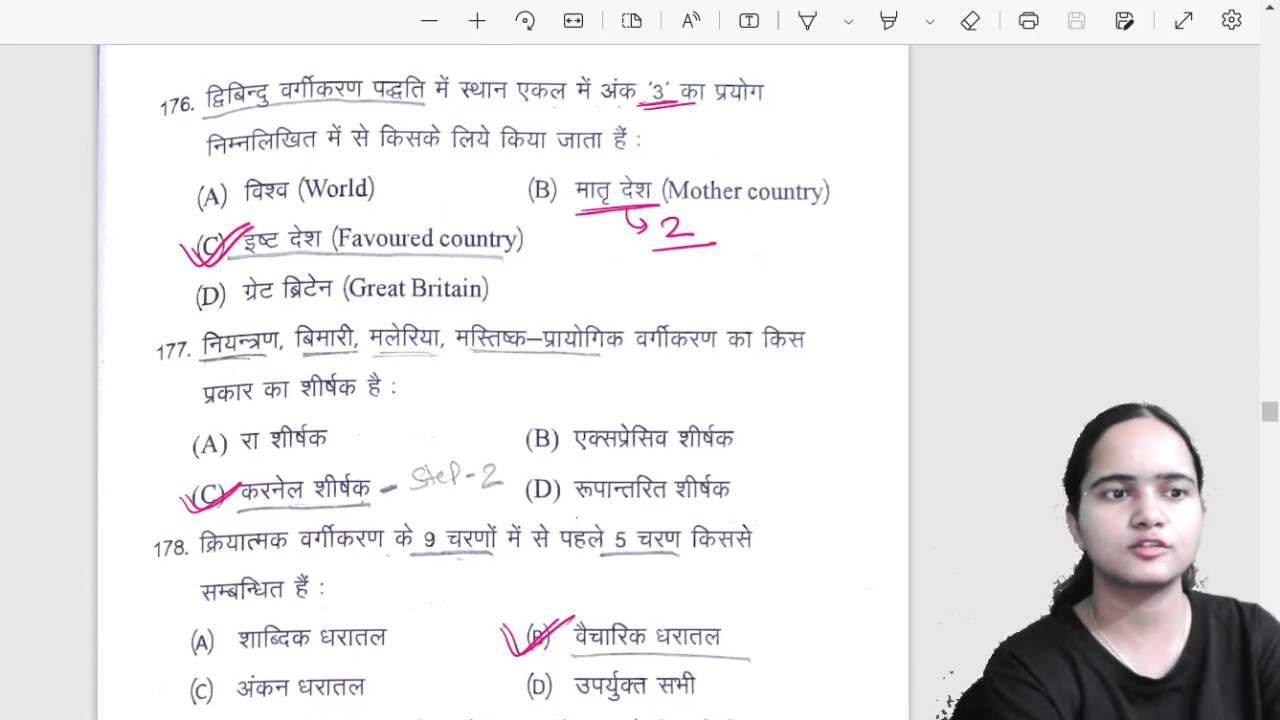 176. द्विबिन्दु वर्गीकरण पद्धति में स्थान एकल में अंक '3' का प्रयोग
निम्नलिखित में से किसके लिये किया जाता हैं :
(A) विश्व (World) (B) मातृ देश (Mother country)
2
(C) इष्ट देश (Favoured country)
(D) ग्रेट ब्रिटेन (Great Britain)
177. नियन्त्रण, बिमारी, मलेरिया, मस्तिष्क–प्रायोगिक वर्गीकरण का किस
प्रकार का शीर्षक है :
(A) रा शीर्षक (B) एक्सप्रेसिव शीर्षक
(C) करनेल शीर्षक - Step-2 (D) रूपान्तरित शीर्षक
178. क्रियात्मक वर्गीकरण के 9 चरणों में से पहले 5 चरण किससे
सम्बन्धित हैं :
(A) शाब्दिक धरातल (B) वैचारिक धरातल
(C) अंकन धरातल (D) उपर्युक्त सभी